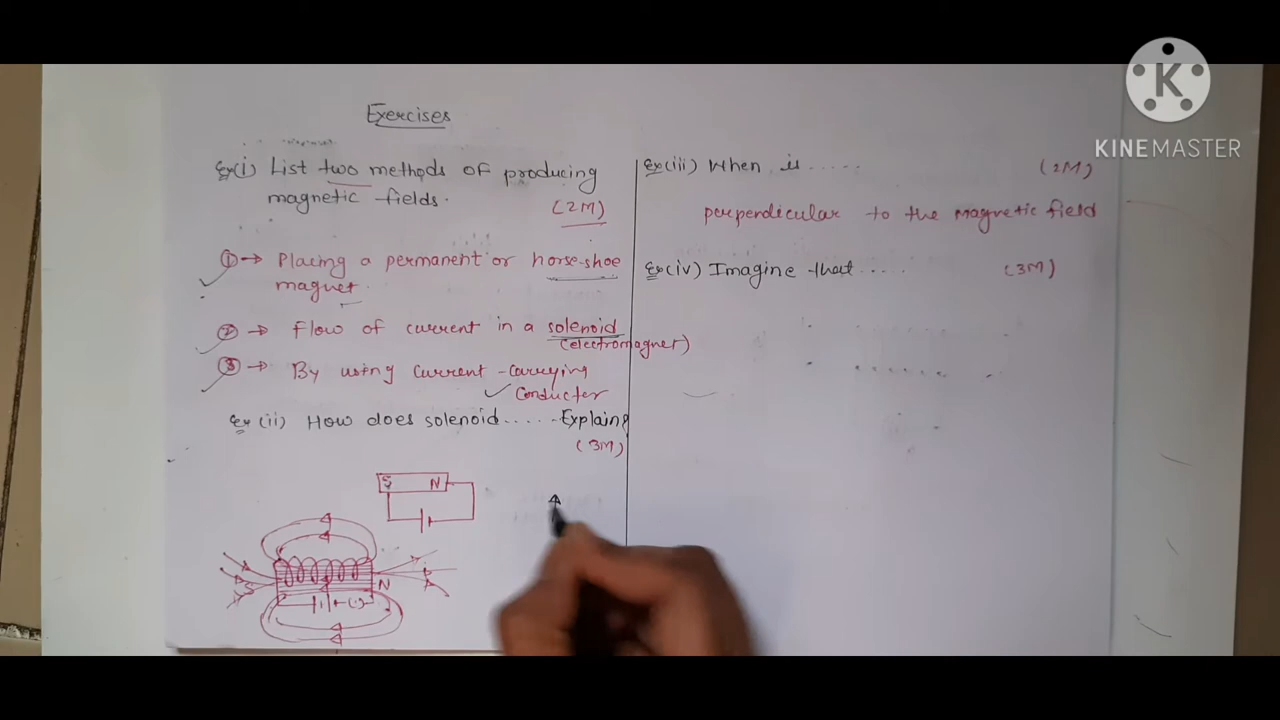 Exercises
Ex(i) List two methods of producing
magnetic fields.
(2M)
① → Placing a permanent or horse-shoe
magnet.
② → Flow of current in a solenoid
(electromagnet)
③ → By using current-carrying
Conductor
Ex(ii) How does solenoid..... Explaing
(3M)
S N
S N
Ex(iii) When is ..... (2M)
perpendicular to the magnetic field
Ex(iv) Imagine that ..... (3M)
K
KINEMASTER